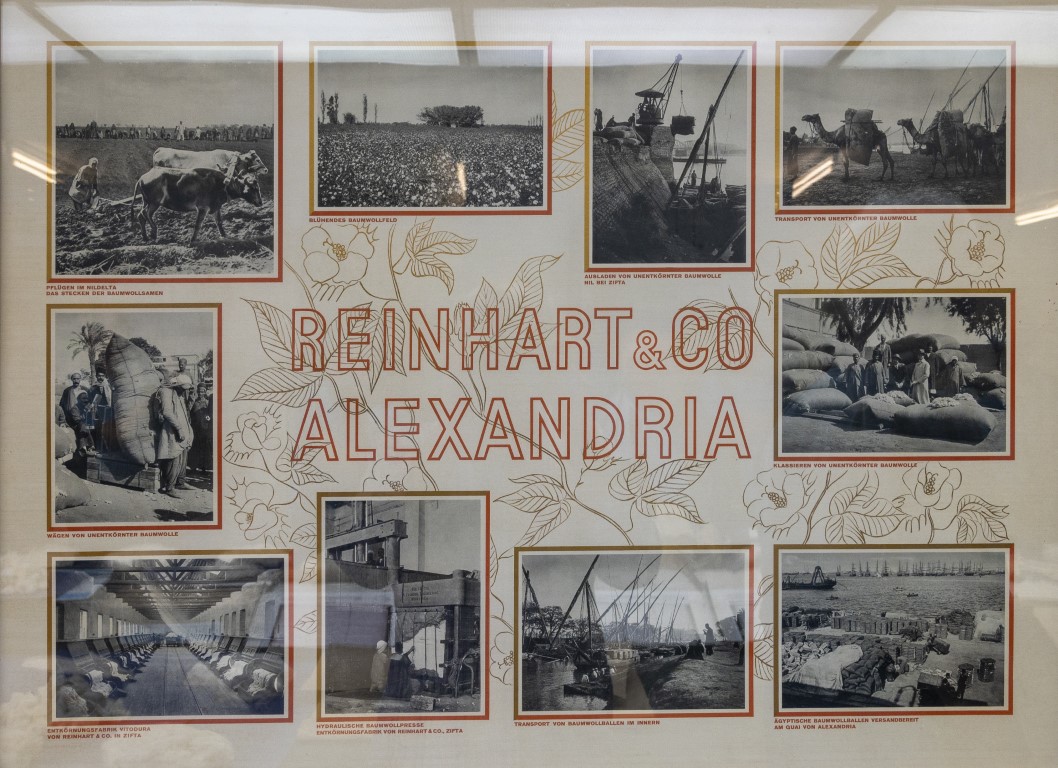 BLÜHENDES BAUMWOLLFELD
AUSLADEN VON UNENTKÖRNTER BAUMWOLLE
NIL BEI ZIFTA
TRANSPORT VON UNENTKÖRNTER BAUMWOLLE
PFLÜGEN IM NILDELTA
DAS STECKEN DER BAUMWOLLSAMEN
REINHART & CO
ALEXANDRIA
KLASSIEREN VON UNENTKÖRNTER BAUMWOLLE
WÄGEN VON UNENTKÖRNTER BAUMWOLLE
ENTKÖRNUNGSFABRIK VITDOURA
VON REINHART & CO. IN ZIFTA
HYDRAULISCHE BAUMWOLLPRESSE
ENTKÖRNUNGSFABRIK VON REINHART & CO., ZIFTA
TRANSPORT VON BAUMWOLLBALLEN IM INNERN
ÄGYPTISCHE BAUMWOLLBALLEN VERSANDBEREIT
AM QUAI VON ALEXANDRIA